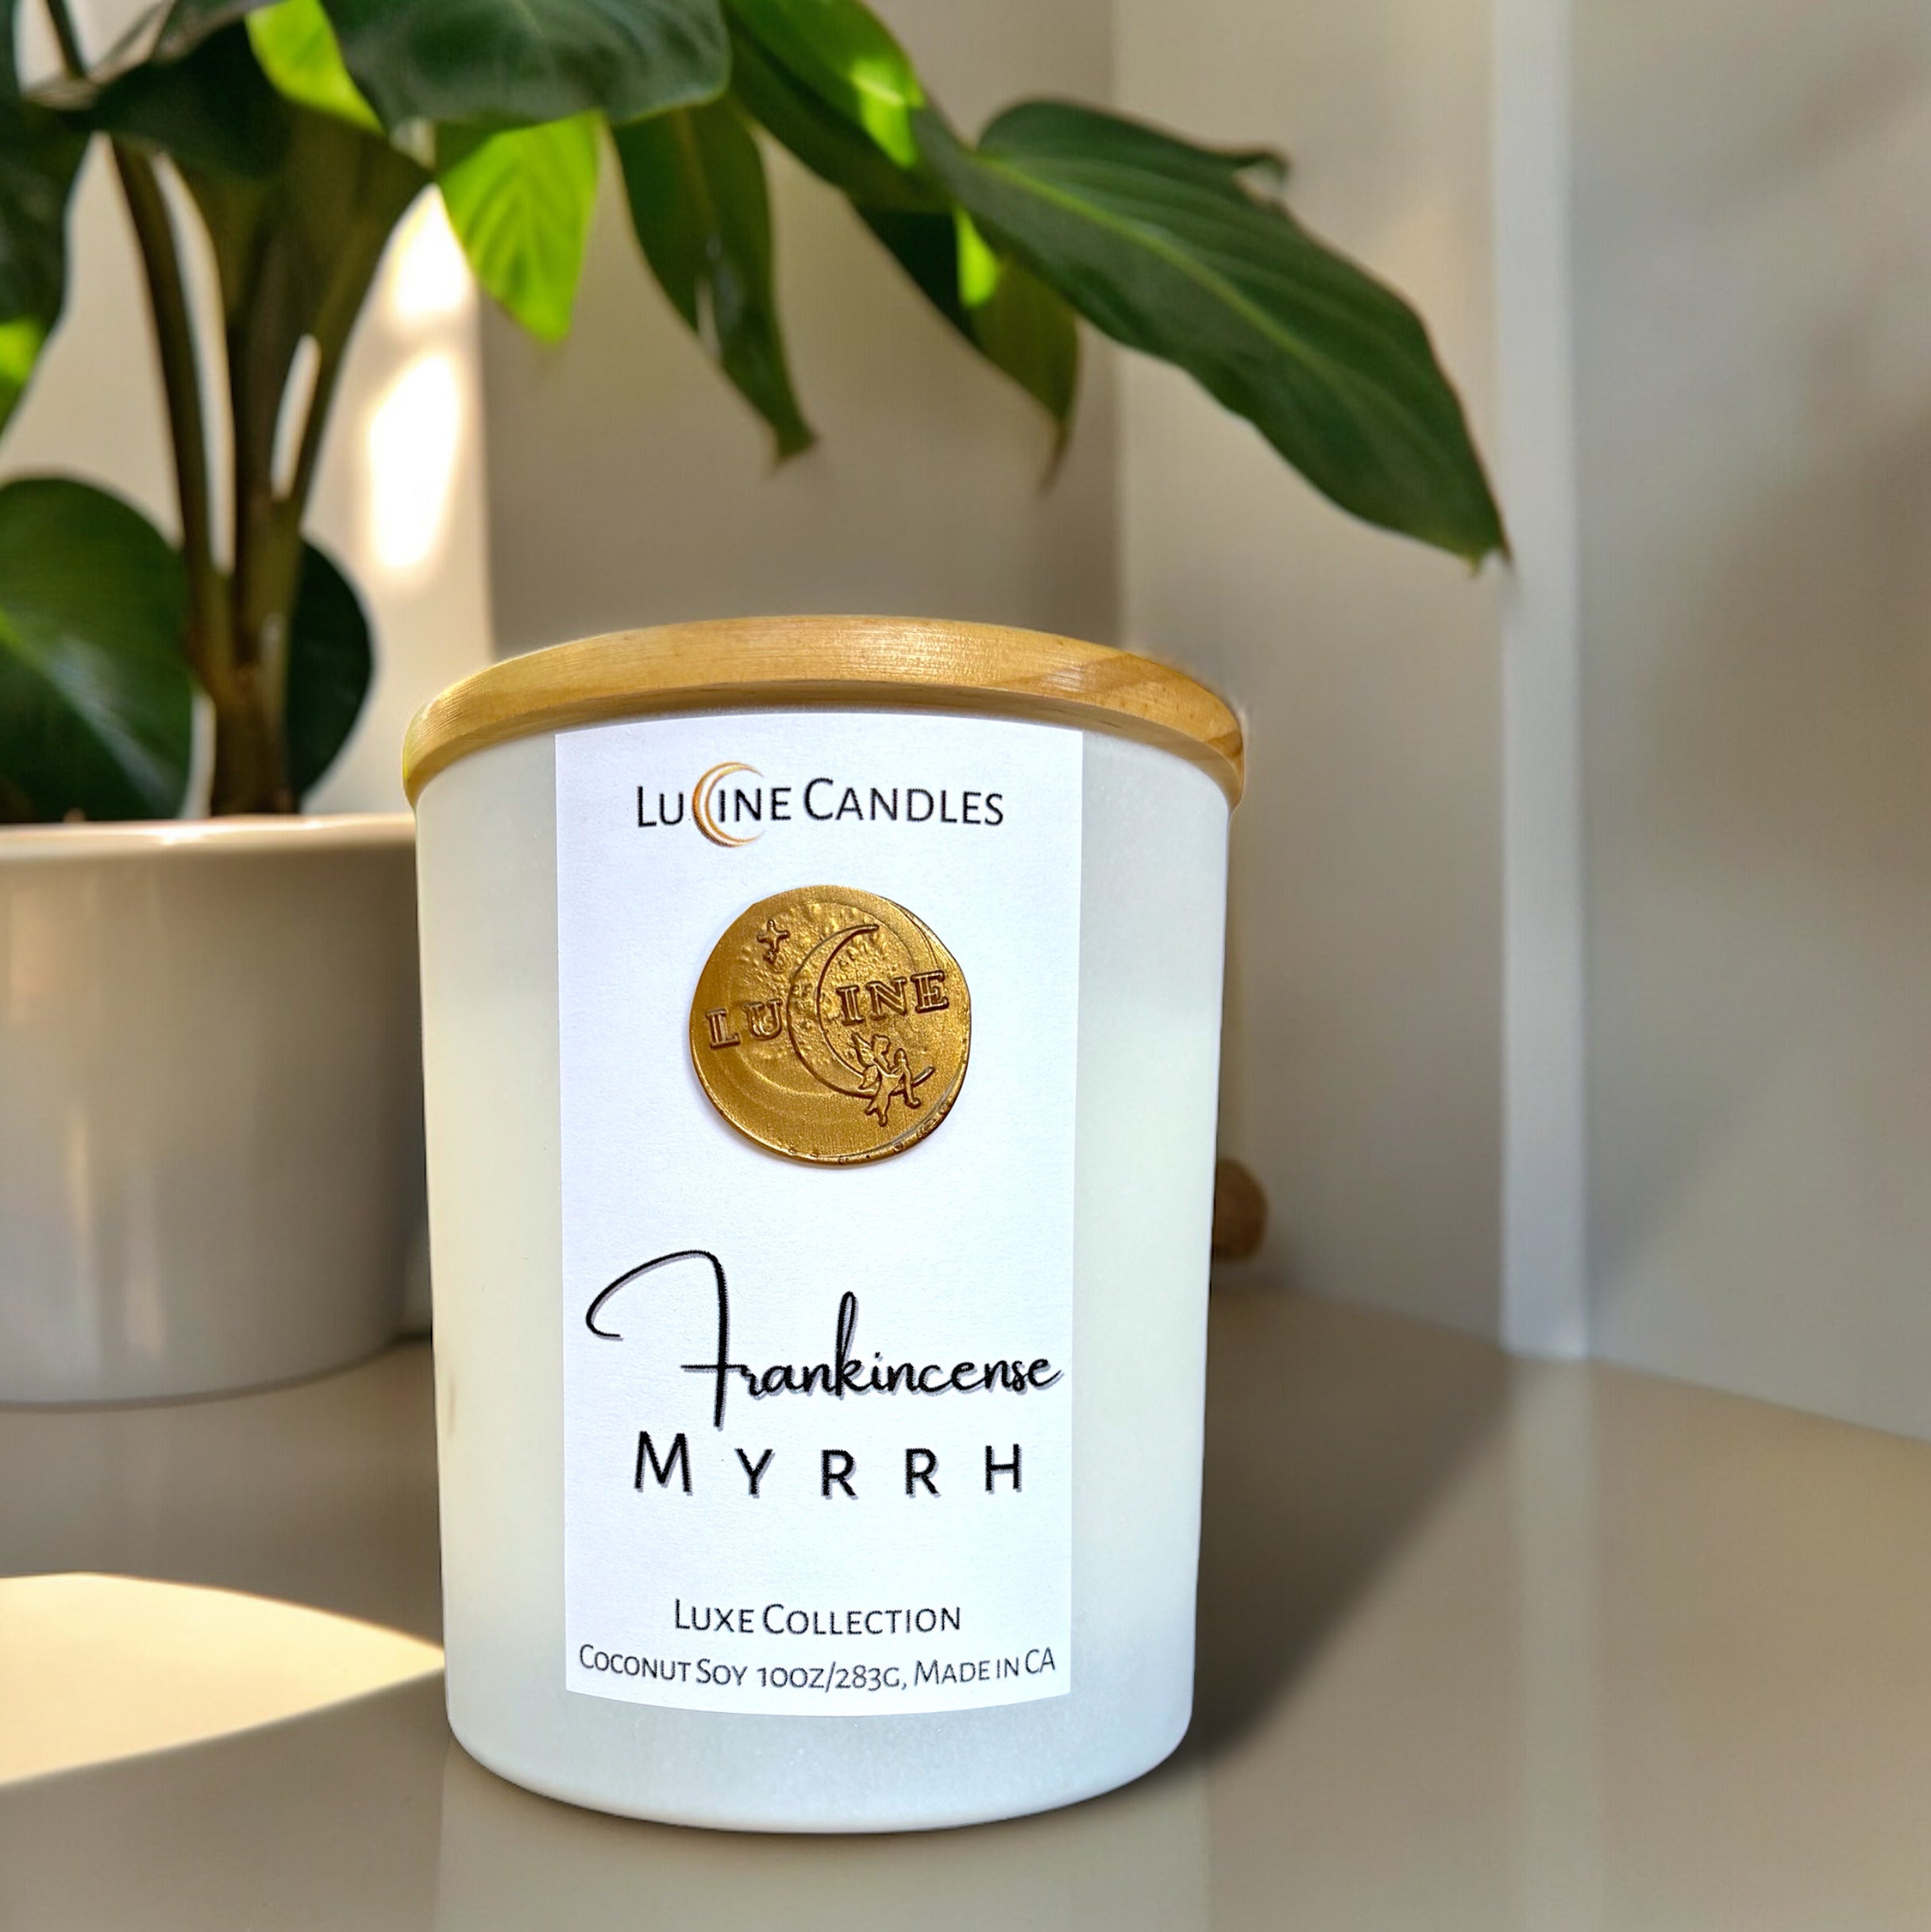 LUCINE CANDLES
LUCINE
Frankincense
MYRRH
LUXE COLLECTION
COCONUT SOY 10OZ/283G, MADE IN CA